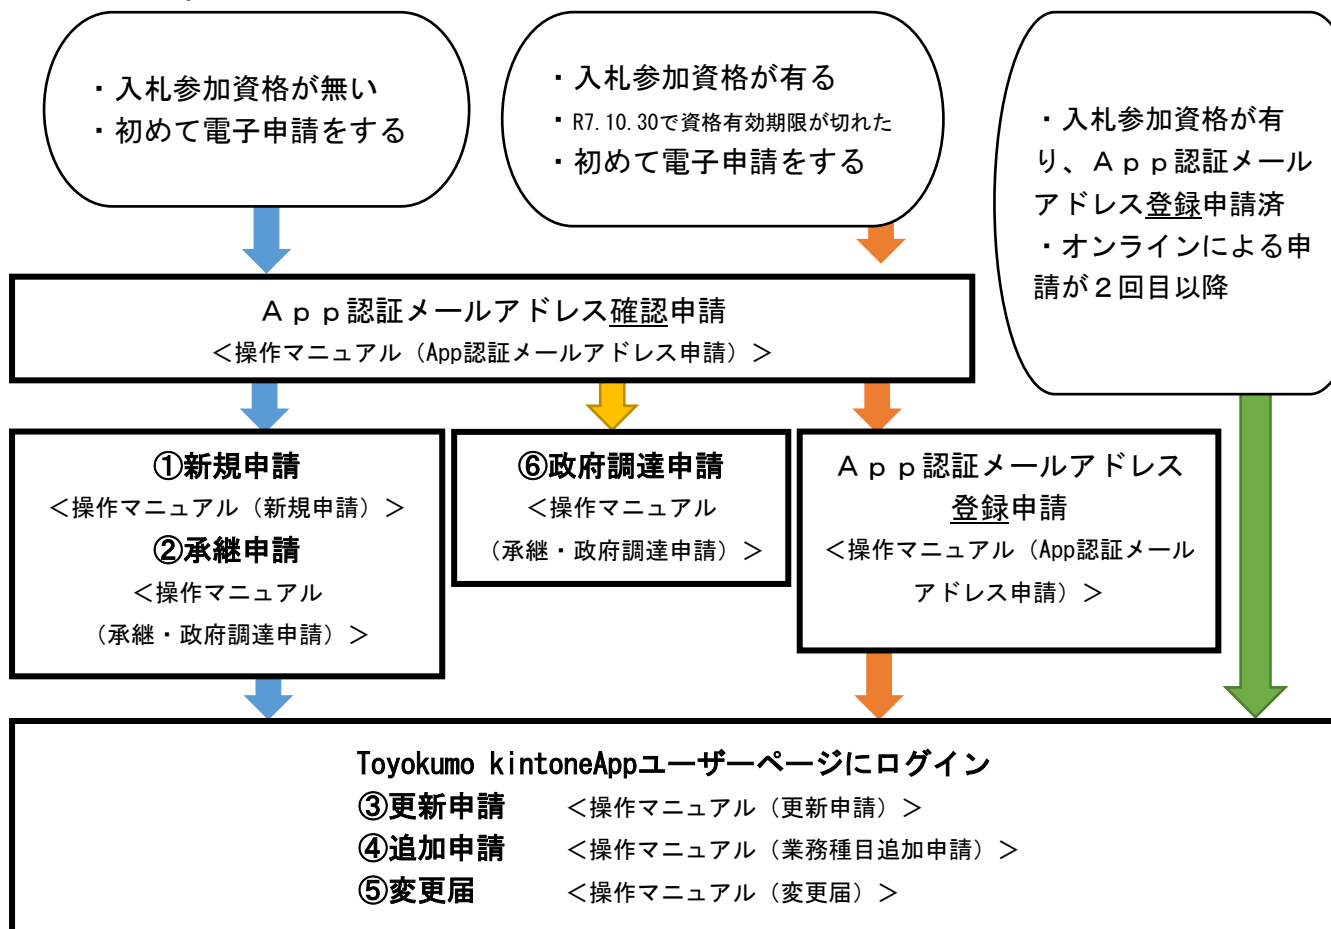 ・入札参加資格が無い
・初めて電子申請をする
・入札参加資格が有る
・R7.10.30で資格有効期限が切れた
・初めて電子申請をする
・入札参加資格が有
り、Ａｐｐ認証メール
アドレス登録申請済
・オンラインによる申
請が２回目以降
Ａｐｐ認証メールアドレス確認申請
＜操作マニュアル（App認証メールアドレス申請）＞
①新規申請
＜操作マニュアル（新規申請）＞
②承継申請
＜操作マニュアル
（承継・政府調達申請）＞
⑥政府調達申請
＜操作マニュアル
（承継・政府調達申請）＞
Ａｐｐ認証メールアドレス
登録申請
＜操作マニュアル（App認証メール
アドレス申請）＞
Toyokumo kintoneAppユーザーページにログイン
③更新申請　＜操作マニュアル（更新申請）＞
④追加申請　＜操作マニュアル（業務種目追加申請）＞
⑤変更届　＜操作マニュアル（変更届）＞